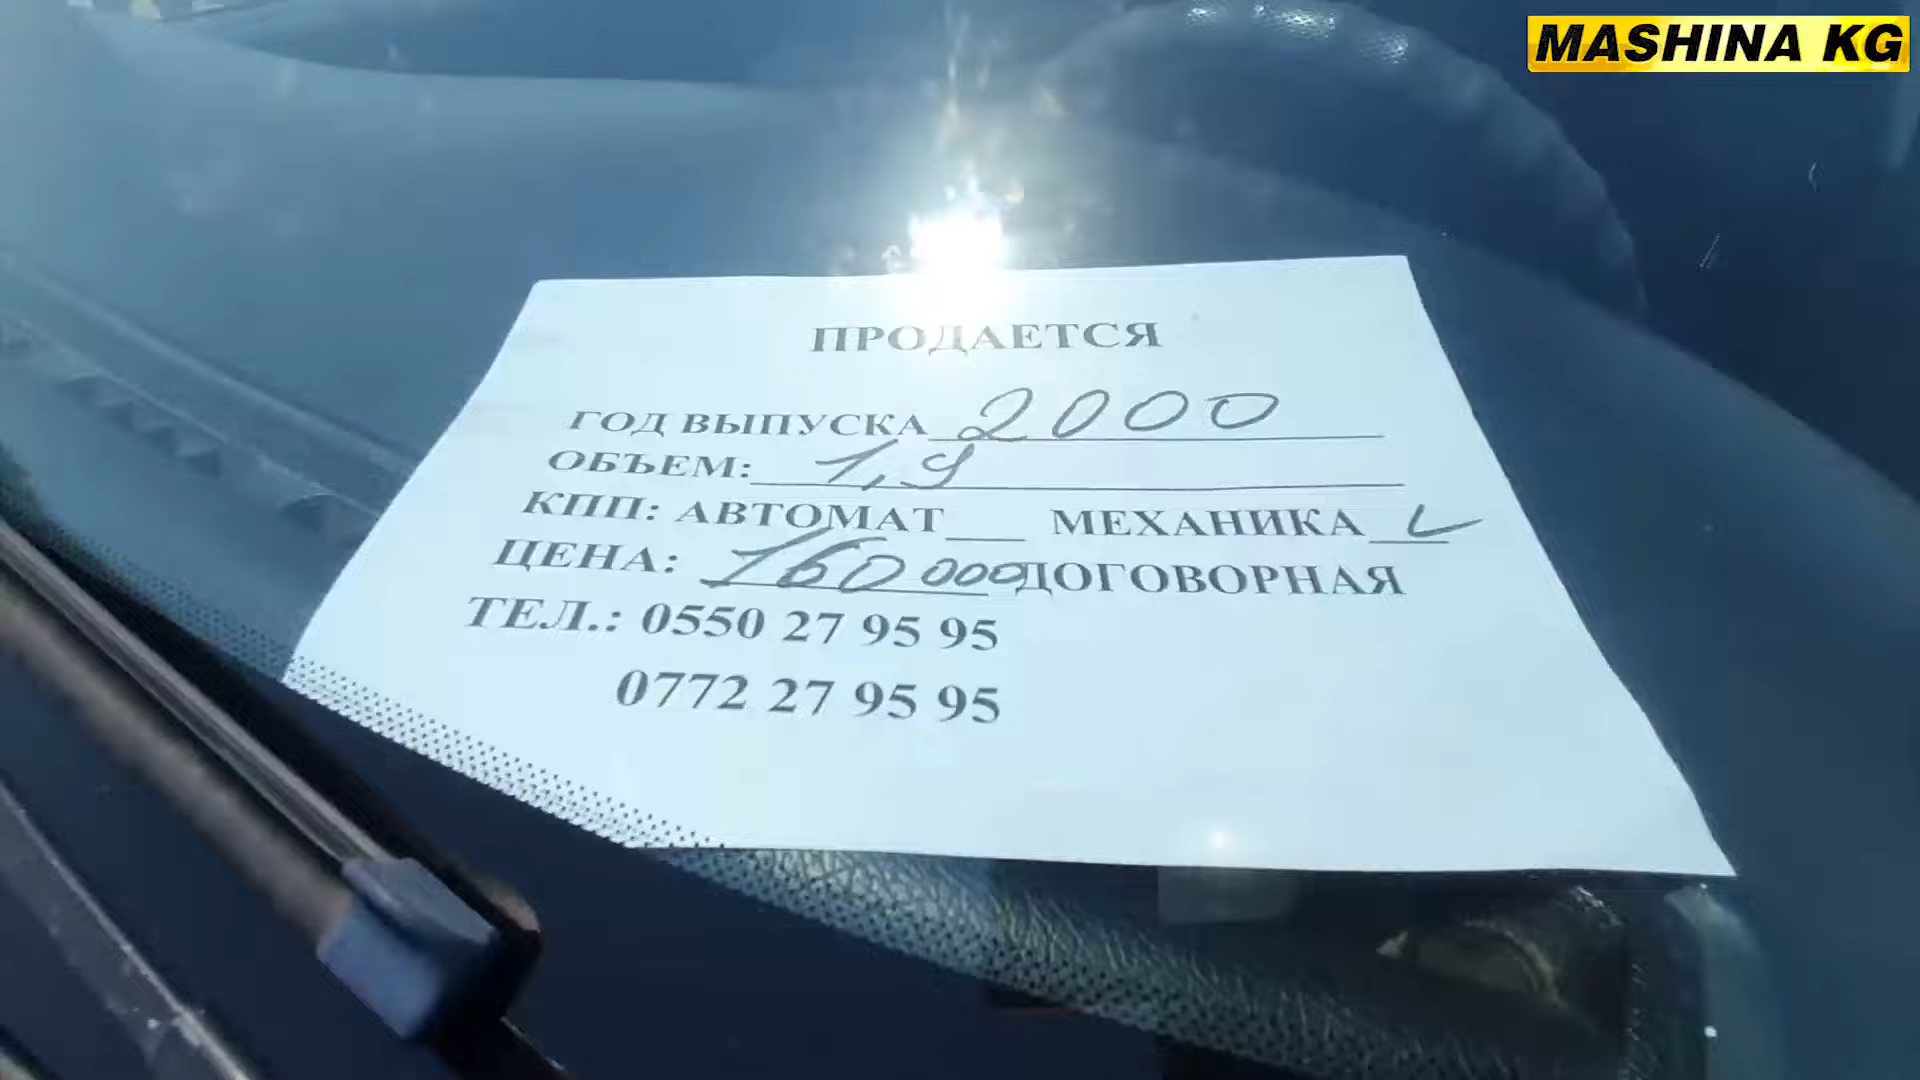 MASHINA KG
ПРОДАЕТСЯ
ГОД ВЫПУСКА 2000
ОБЪЕМ: 1,9
КПП: АВТОМАТ___ МЕХАНИКА ✓
ЦЕНА: 160 000 ДОГОВОРНАЯ
ТЕЛ.: 0550 27 95 95
0772 27 95 95